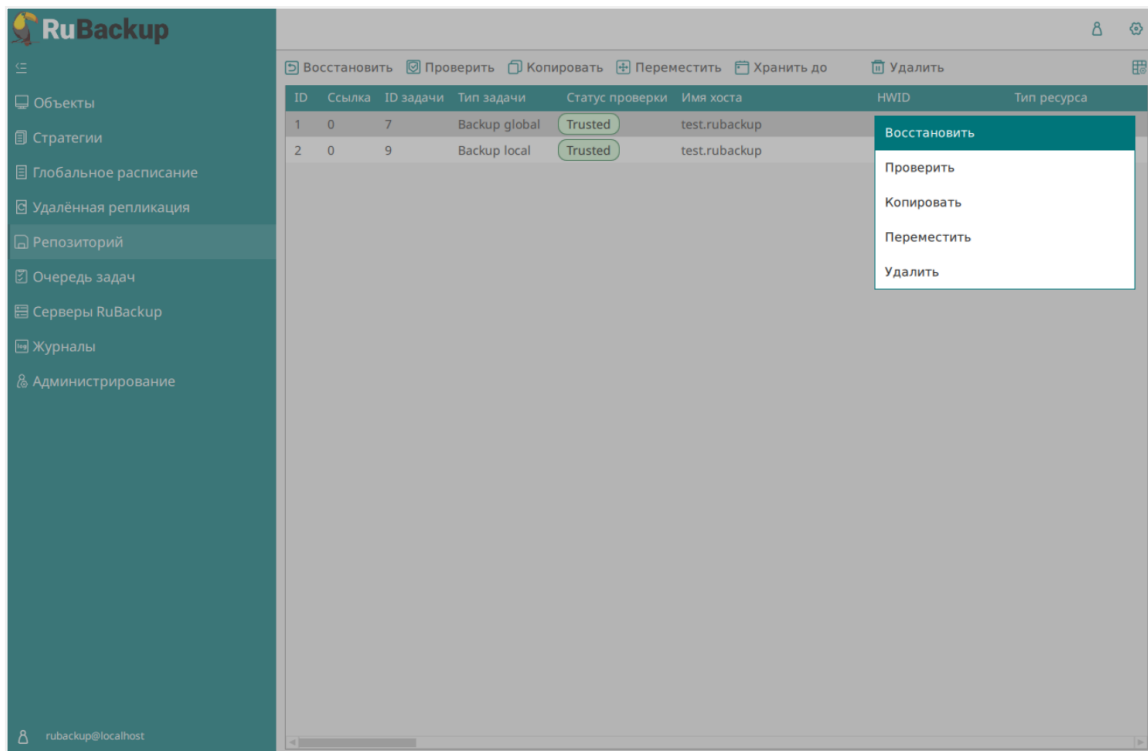 RuBackup
Восстановить Проверить Копировать Переместить Хранить до Удалить
Объекты
Стратегии
Глобальное расписание
Удалённая репликация
Репозиторий
Очередь задач
Серверы RuBackup
Журналы
Администрирование
rubackup@localhost
ID Ссылка ID задачи Тип задачи Статус проверки Имя хоста HWID Тип ресурса
1 0 7 Backup global Trusted test.rubackup
2 0 9 Backup local Trusted test.rubackup
Восстановить
Проверить
Копировать
Переместить
Удалить